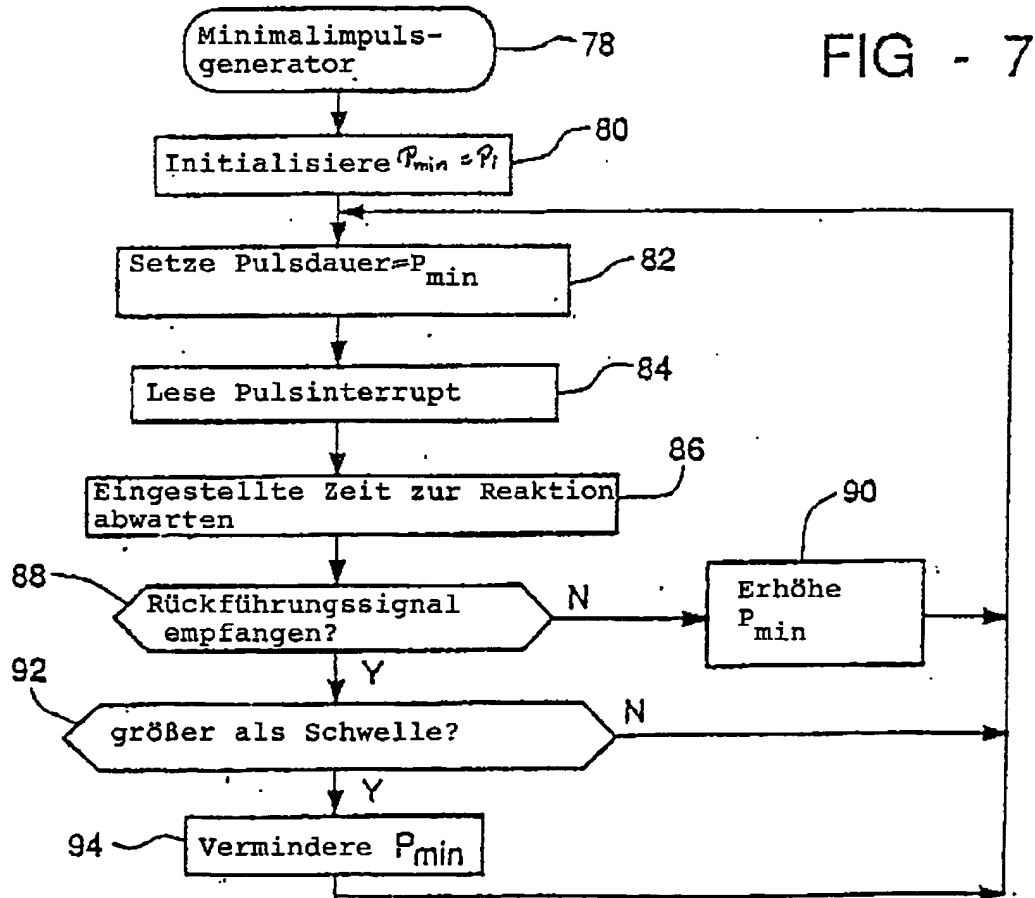 FIG - 7
Minimalimpuls-
generator
78
80
Initialisiere Pmin = Pi
Setze Pulsdauer=Pmin
82
84
Lese Pulsinterrupt
86
Eingestellte Zeit zur Reaktion
abwarten
88
Rückführungssignal
empfangen?
N
90
Erhöhe
Pmin
Y
92
größer als Schwelle?
N
Y
94
Vermindere Pmin